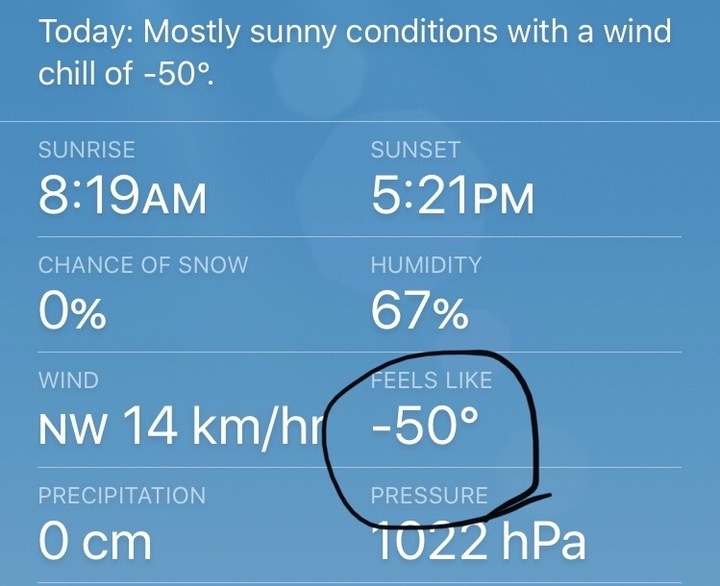 Today: Mostly sunny conditions with a wind
chill of -50°.
SUNRISE
8:19AM
SUNSET
5:21PM
CHANCE OF SNOW
0%
HUMIDITY
67%
WIND
NW 14 km/hr
FEELS LIKE
-50°
PRECIPITATION
0 cm
PRESSURE
1022 hPa